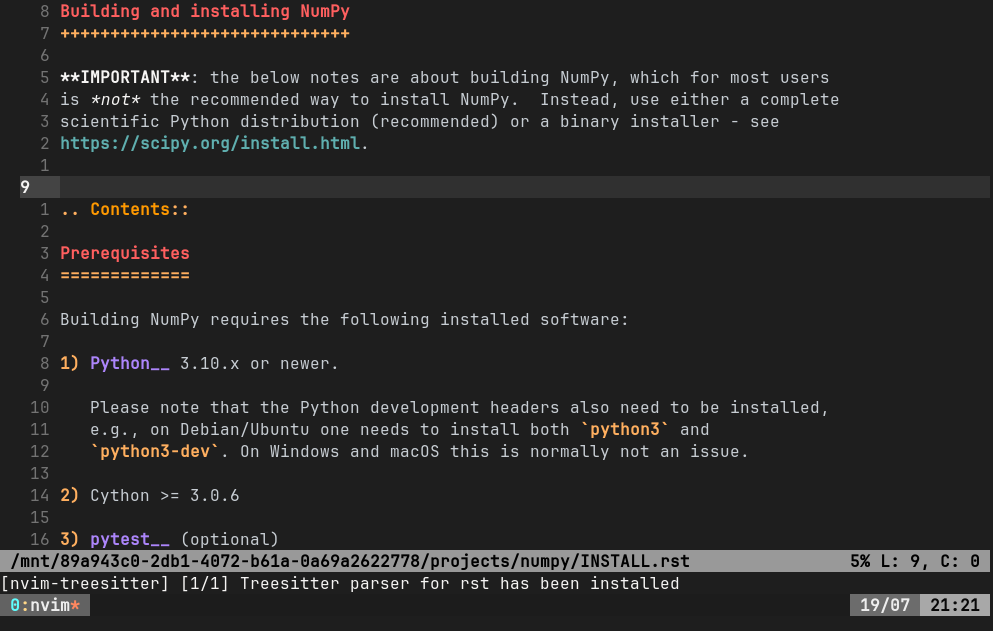 8 Building and installing NumPy
7 +++++++++++++++++++++++++++++
6
5 **IMPORTANT**: the below notes are about building NumPy, which for most users
4 is *not* the recommended way to install NumPy.  Instead, use either a complete
3 scientific Python distribution (recommended) or a binary installer - see
2 https://scipy.org/install.html.
1
9
1 .. Contents::
2
3 Prerequisites
4 =============
5
6 Building NumPy requires the following installed software:
7
8 1) Python__ 3.10.x or newer.
9
10    Please note that the Python development headers also need to be installed,
11    e.g., on Debian/Ubuntu one needs to install both `python3` and
12    `python3-dev`. On Windows and macOS this is normally not an issue.
13
14 2) Cython >= 3.0.6
15
16 3) pytest__ (optional)
/mnt/89a943c0-2db1-4072-b61a-0a69a2622778/projects/numpy/INSTALL.rst 5% L: 9, C: 0
[nvim-treesitter] [1/1] Treesitter parser for rst has been installed
0:nvim* 19/07 21:21